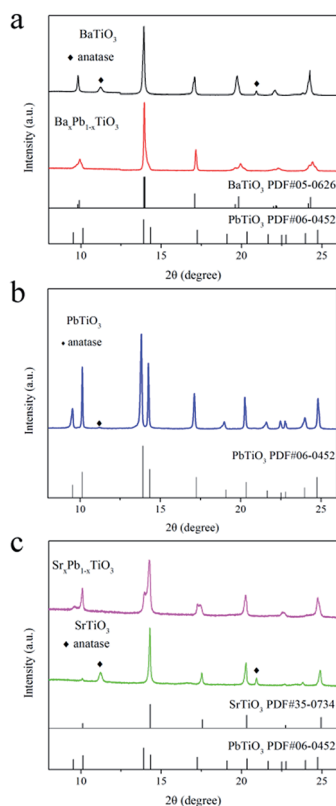 a
BaTiO₃
◆ anatase
BaₓPb₁₋ₓTiO₃
Intensity (a.u.)
BaTiO₃ PDF#05-0626
PbTiO₃ PDF#06-0452
10 15 20 25
2θ (degree)
b
PbTiO₃
◆ anatase
Intensity (a.u.)
PbTiO₃ PDF#06-0452
10 15 20 25
2θ (degree)
c
SrₓPb₁₋ₓTiO₃
SrTiO₃
◆ anatase
Intensity (a.u.)
SrTiO₃ PDF#35-0734
PbTiO₃ PDF#06-0452
10 15 20 25
2θ (degree)